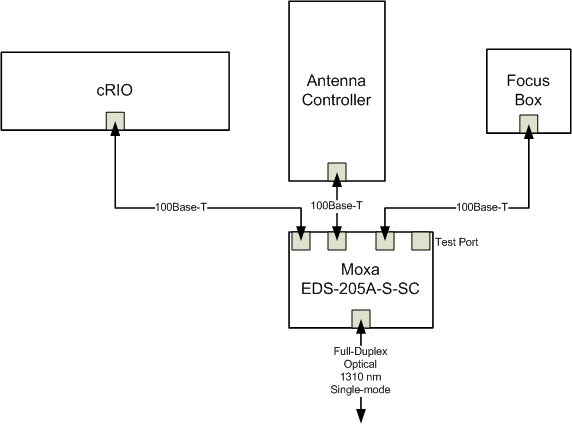 cRIO
Antenna
Controller
Focus
Box
100Base-T
100Base-T
100Base-T
Test Port
Moxa
EDS-205A-S-SC
Full-Duplex
Optical
1310 nm
Single-mode